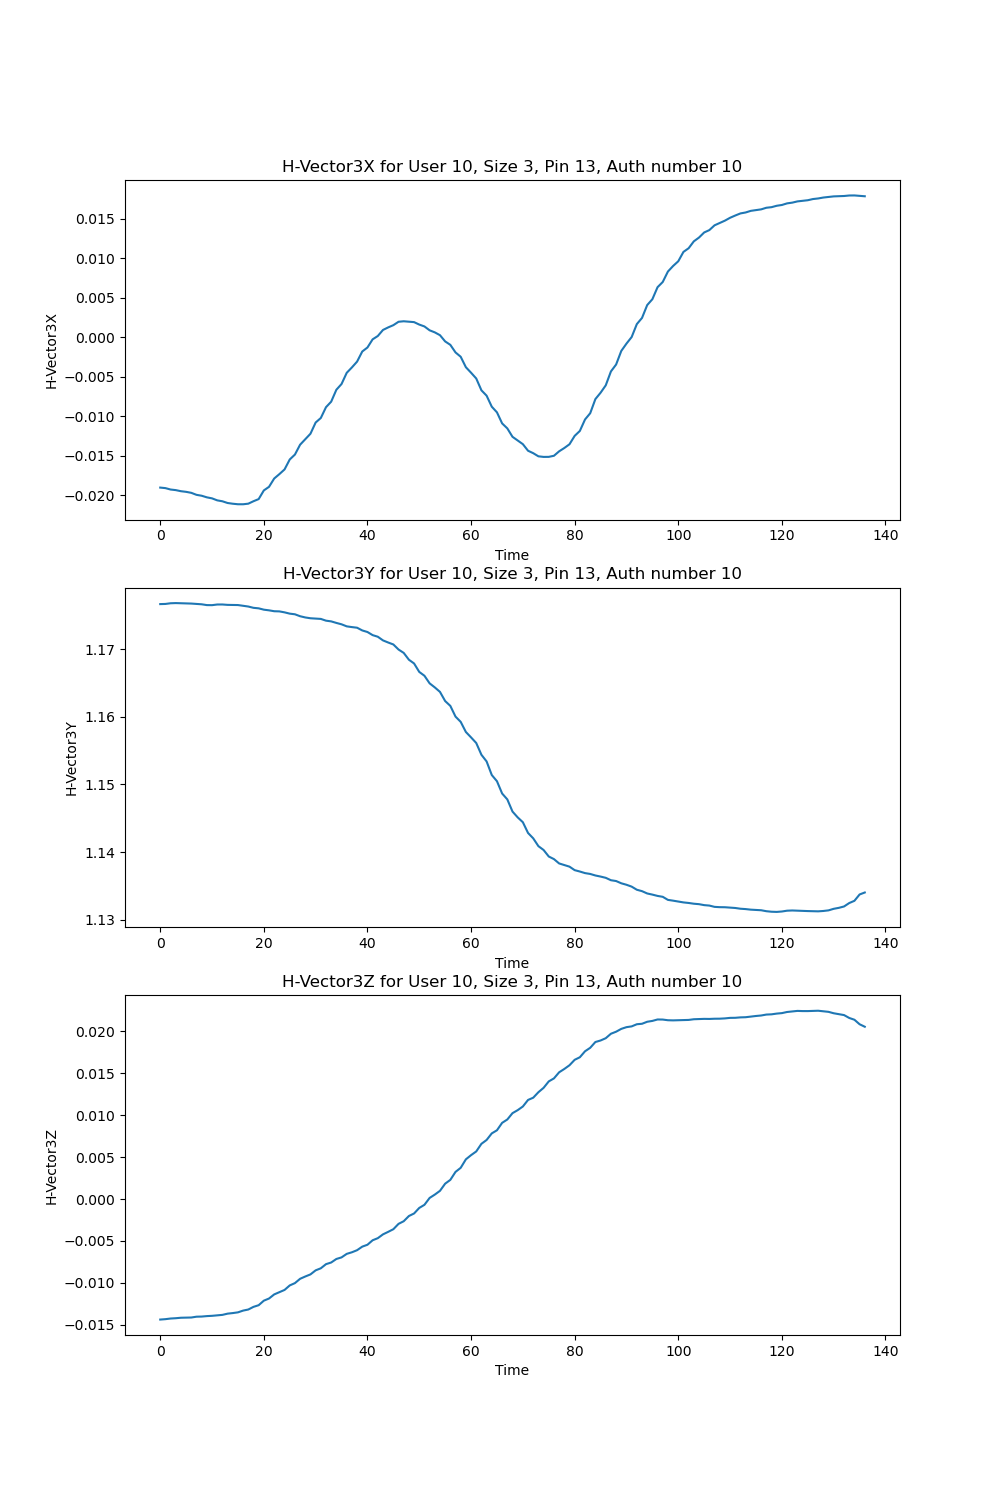 H-Vector3X for User 10, Size 3, Pin 13, Auth number 10
0.015
0.010
0.005
0.000
−0.005
−0.010
−0.015
−0.020
H-Vector3X
0 20 40 60 80 100 120 140
Time
H-Vector3Y for User 10, Size 3, Pin 13, Auth number 10
1.17
1.16
1.15
1.14
1.13
H-Vector3Y
0 20 40 60 80 100 120 140
Time
H-Vector3Z for User 10, Size 3, Pin 13, Auth number 10
0.020
0.015
0.010
0.005
0.000
−0.005
−0.010
−0.015
H-Vector3Z
0 20 40 60 80 100 120 140
Time